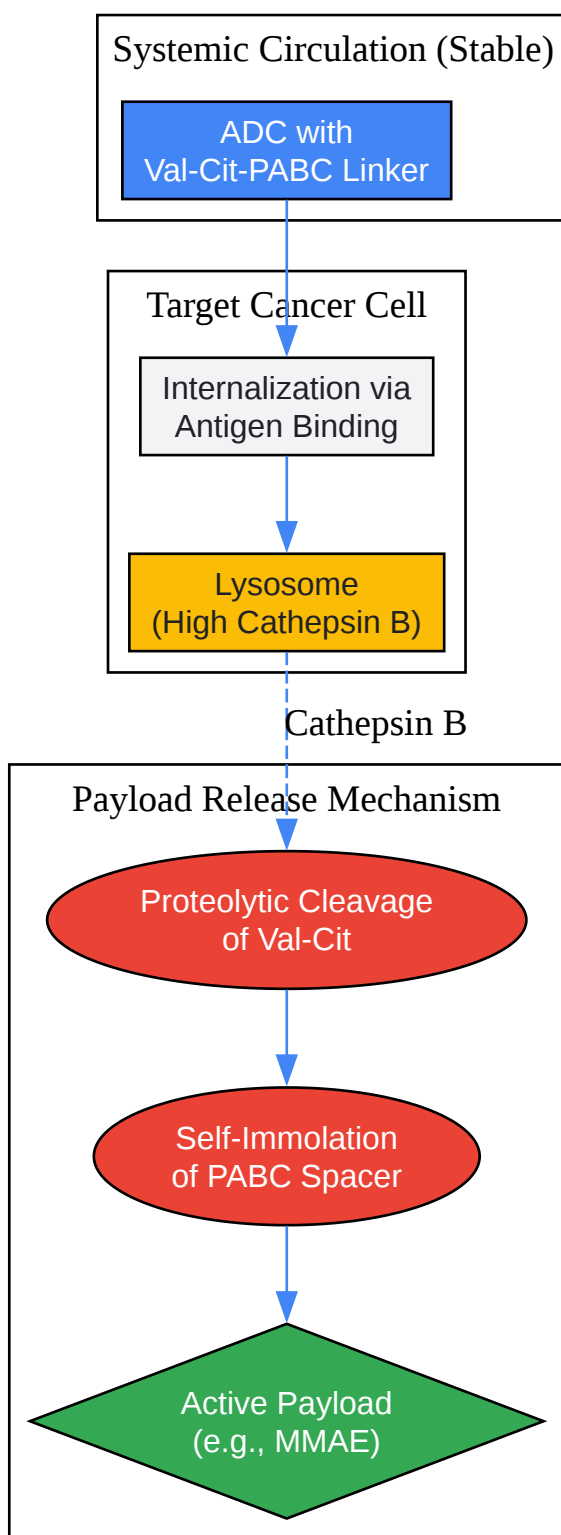 Systemic Circulation (Stable)
ADC with
Val-Cit-PABC Linker
Target Cancer Cell
Internalization via
Antigen Binding
Lysosome
(High Cathepsin B)
Cathepsin B
Payload Release Mechanism
Proteolytic Cleavage
of Val-Cit
Self-Immolation
of PABC Spacer
Active Payload
(e.g., MMAE)